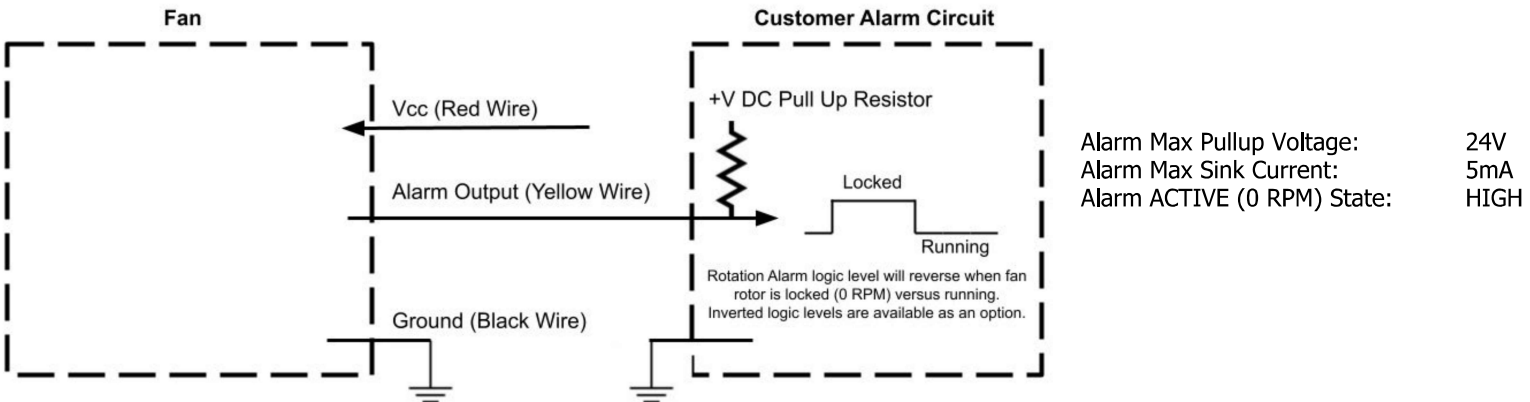 Fan
Customer Alarm Circuit
Vcc (Red Wire)
+V DC Pull Up Resistor
Alarm Output (Yellow Wire)
Locked
Running
Rotation Alarm logic level will reverse when fan
rotor is locked (0 RPM) versus running.
Inverted logic levels are available as an option.
Ground (Black Wire)
Alarm Max Pullup Voltage: 24V
Alarm Max Sink Current: 5mA
Alarm ACTIVE (0 RPM) State: HIGH